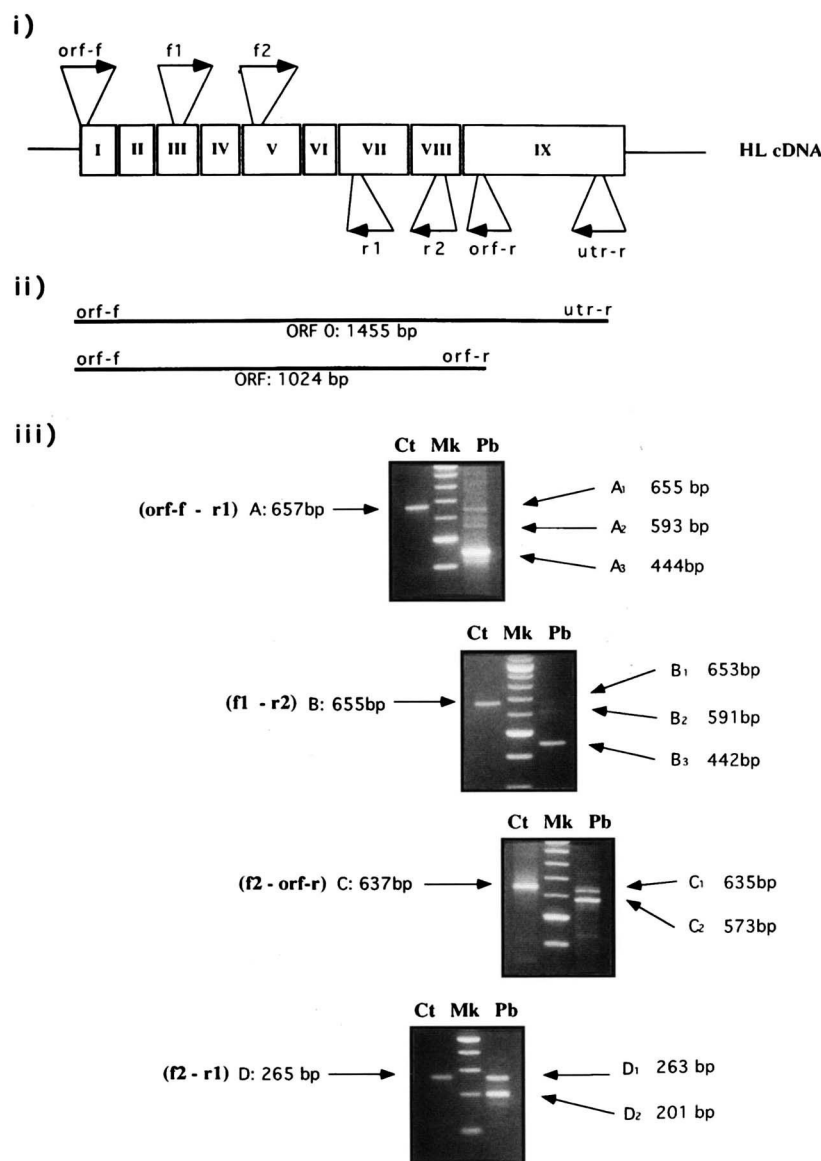 i)
orf-f f1 f2
I II III IV V VI VII VIII IX HL cDNA
r1 r2 orf-r utr-r
ii)
orf-f utr-r
ORF 0: 1455 bp
orf-f orf-r
ORF: 1024 bp
iii)
Ct Mk Pb
(orf-f - r1) A: 657bp
A1 655 bp
A2 593 bp
A3 444bp
Ct Mk Pb
(f1 - r2) B: 655bp
B1 653bp
B2 591bp
B3 442bp
Ct Mk Pb
(f2 - orf-r) C: 637bp
C1 635bp
C2 573bp
Ct Mk Pb
(f2 - r1) D: 265 bp
D1 263 bp
D2 201 bp